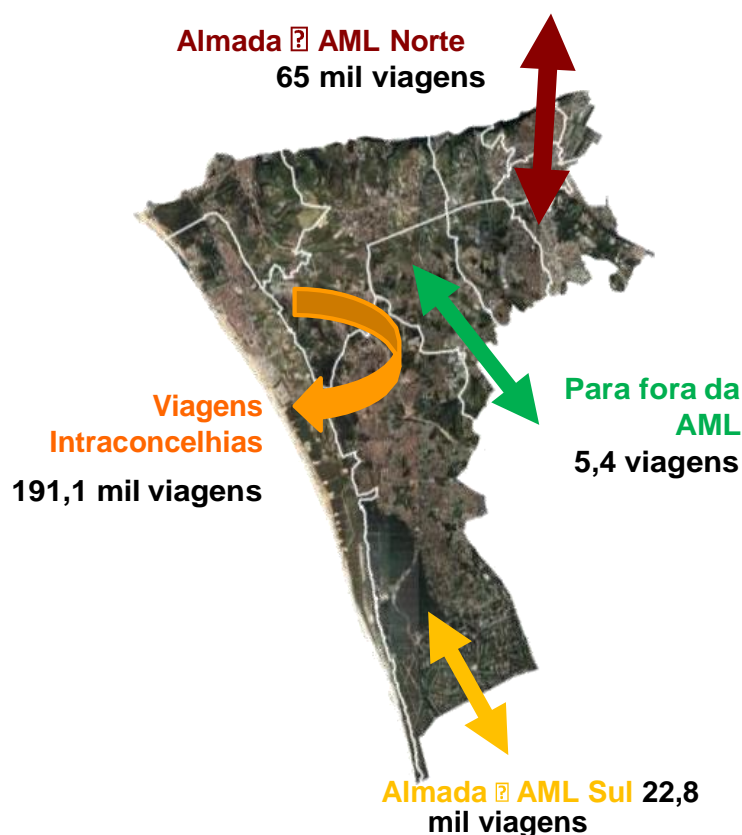 Almada ⍰ AML Norte
65 mil viagens
Viagens
Intraconcelhias
191,1 mil viagens
Para fora da
AML
5,4 viagens
Almada ⍰ AML Sul 22,8
mil viagens